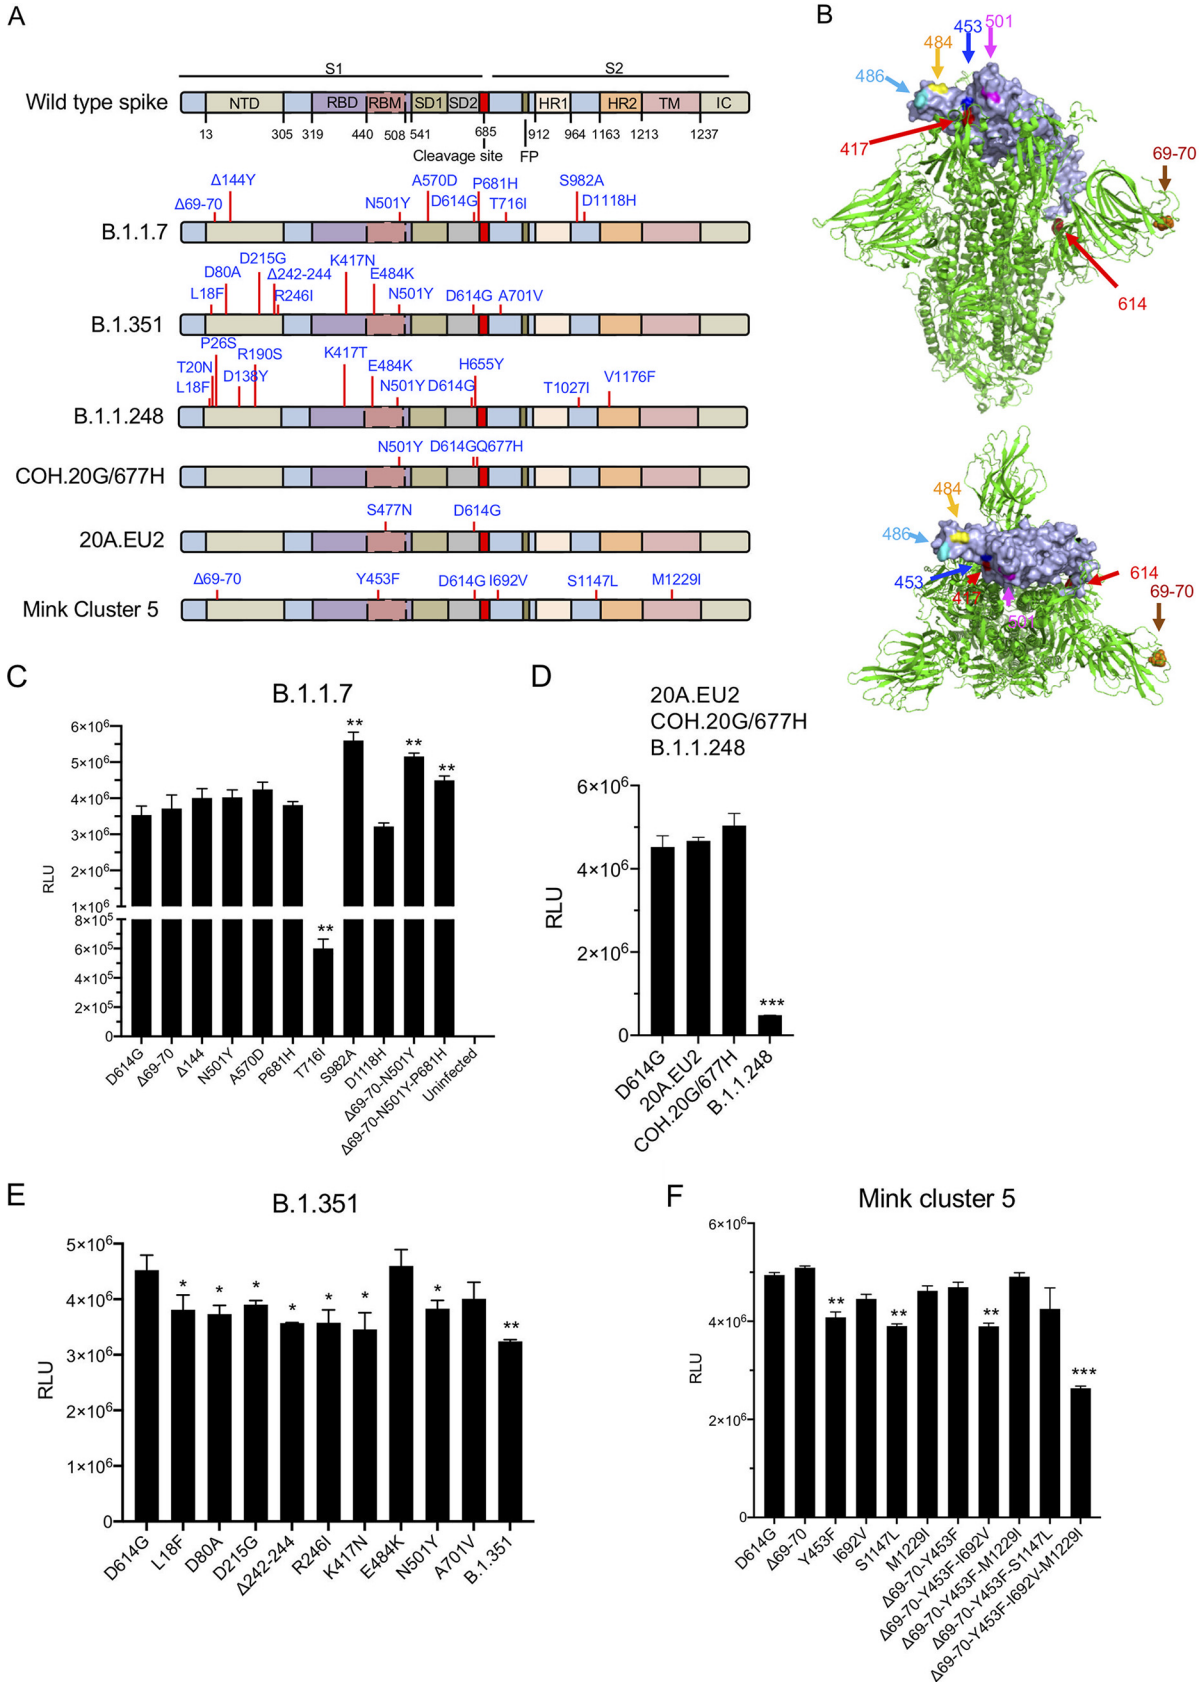 A
S1
S2
Wild type spike
NTD
RBD
RBM
SD1
SD2
HR1
HR2
TM
IC
13
305
319
440
508
541
685
912
964
1163
1213
1237
Cleavage site
FP
B.1.1.7
Δ69-70
Δ144Y
N501Y
A570D
D614G
P681H
T716I
S982A
D1118H
B.1.351
L18F
D80A
D215G
Δ242-244
R246I
K417N
E484K
N501Y
D614G
A701V
B.1.1.248
L18F
T20N
P26S
D138Y
R190S
K417T
E484K
N501Y
D614G
H655Y
T1027I
V1176F
COH.20G/677H
N501Y
D614G
Q677H
20A.EU2
S477N
D614G
Mink Cluster 5
Δ69-70
Y453F
D614G
I692V
S1147L
M1229I
B
501
453
484
486
417
69-70
614
484
486
453
417
501
614
69-70
C
B.1.1.7
RLU
6×10⁶
5×10⁶
4×10⁶
3×10⁶
2×10⁶
1×10⁶
8×10⁵
6×10⁵
4×10⁵
2×10⁵
0
**
**
**
**
D614G
Δ69-70
Δ144
N501Y
A570D
P681H
T716I
S982A
D1118H
Δ69-70-N501Y
Δ69-70-N501Y-P681H
Uninfected
D
20A.EU2
COH.20G/677H
B.1.1.248
RLU
6×10⁶
4×10⁶
2×10⁶
0
***
D614G
20A.EU2
COH.20G/677H
B.1.1.248
E
B.1.351
RLU
5×10⁶
4×10⁶
3×10⁶
2×10⁶
1×10⁶
0
*
*
*
*
*
*
*
**
D614G
L18F
D80A
D215G
Δ242-244
R246I
K417N
E484K
N501Y
A701V
B.1.351
F
Mink cluster 5
RLU
6×10⁶
4×10⁶
2×10⁶
0
**
**
**
***
D614G
Δ69-70
Y453F
I692V
S1147L
M1229I
Δ69-70-Y453F
Δ69-70-Y453F-I692V
Δ69-70-Y453F-M1229I
Δ69-70-Y453F-S1147L
Δ69-70-Y453F-I692V-M1229I